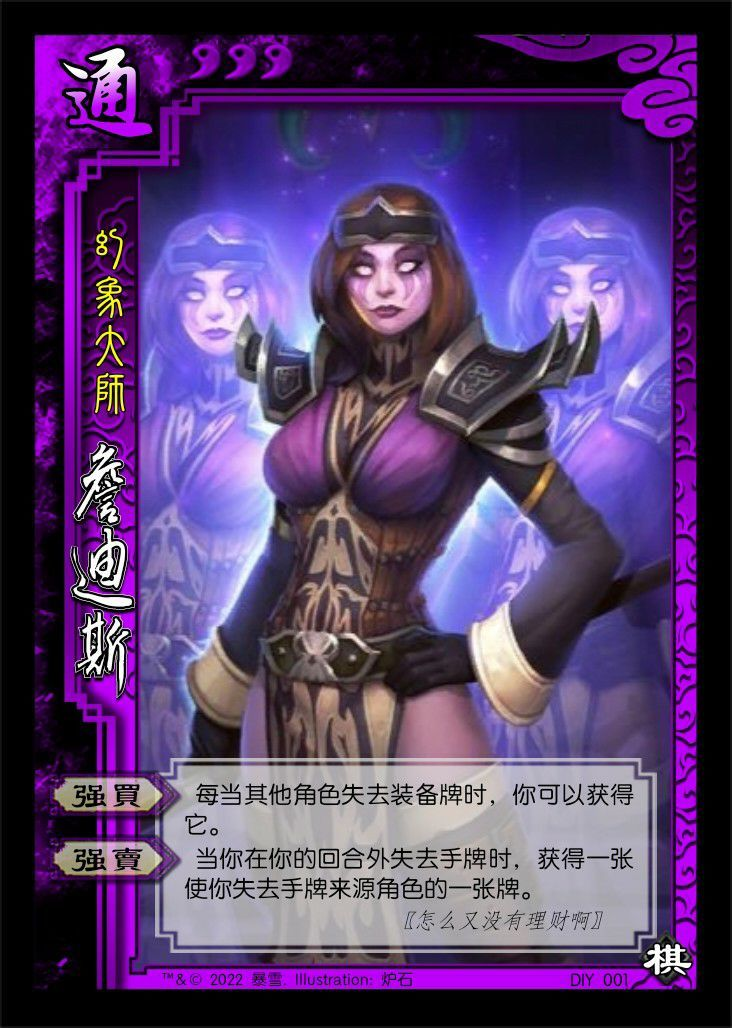 通
幻象大師
詹迪斯
强買
每当其他角色失去装备牌时，你可以获得
它。
强賣
当你在你的回合外失去手牌时，获得一张
使你失去手牌来源角色的一张牌。
〖怎么又没有理财啊〗
棋
™&© 2022 暴雪. Illustration: 炉石
DIY 001